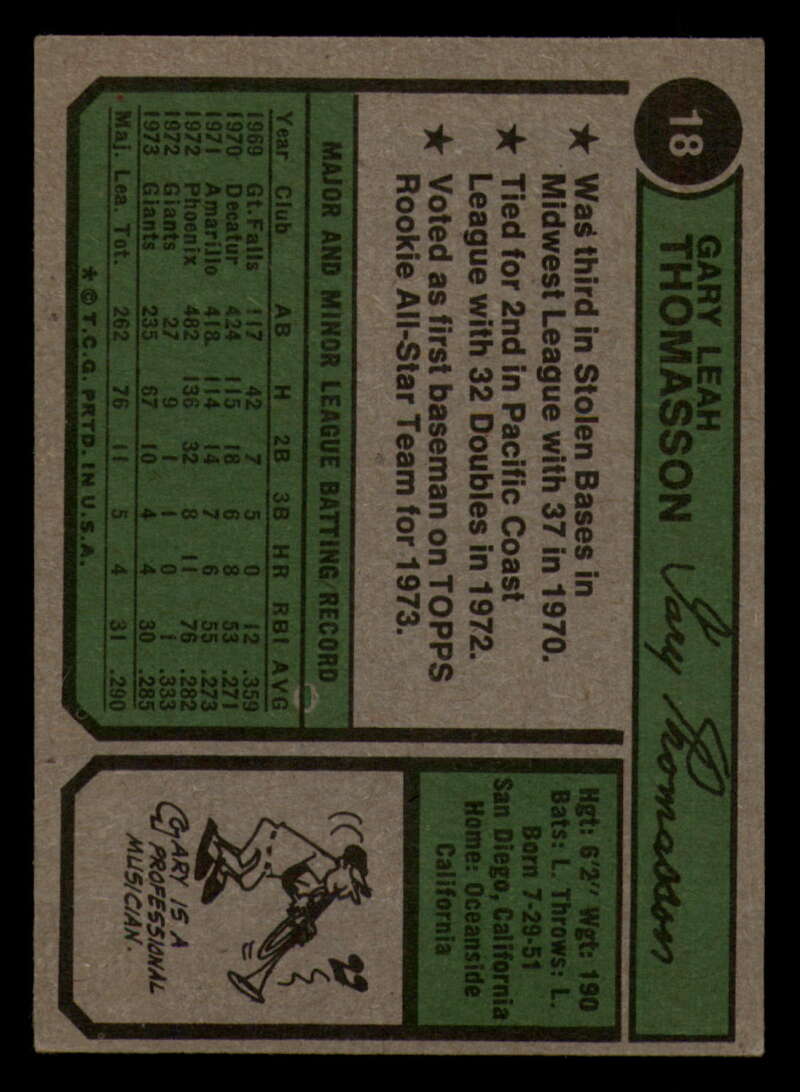 18
GARY LEAH
THOMASSON
Gary Thomasson
★ Was third in Stolen Bases in
Midwest League with 37 in 1970.
★ Tied for 2nd in Pacific Coast
League with 32 Doubles in 1972.
★ Voted as first baseman on TOPPS
Rookie All-Star Team for 1973.
MAJOR AND MINOR LEAGUE BATTING RECORD
Year Club AB H 2B 3B HR RBI AVG
1969 Gt.Falls 117 42 7 5 0 12 .359
1970 Decatur 424 115 18 6 8 53 .271
1971 Amarillo 418 114 14 7 6 55 .273
1972 Phoenix 482 136 32 8 11 76 .282
1972 Giants 27 9 1 1 0 1 .333
1973 Giants 235 67 10 4 4 30 .285
Maj. Lea. Tot. 262 76 11 5 4 31 .290
* © T.C.G. PRTD. IN U.S.A.
Hgt: 6'2" Wgt: 190
Bats: L. Throws: L.
Born 7-29-51
San Diego, California
Home: Oceanside
California
GARY IS A
PROFESSIONAL
MUSICIAN.